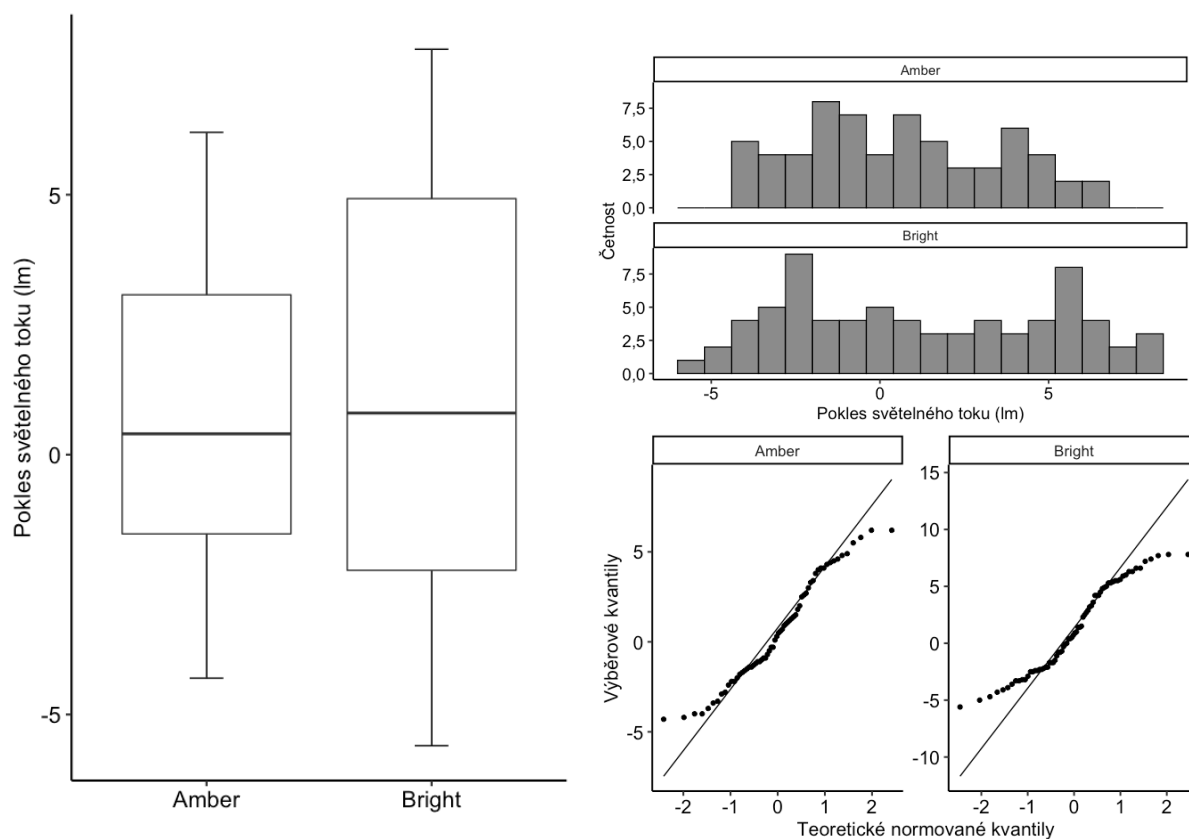 Pokles světelného toku (lm)
5
0
-5
Amber Bright
Amber
7,5
5,0
2,5
0,0
Četnost
Bright
7,5
5,0
2,5
0,0
-5 0 5
Pokles světelného toku (lm)
Amber Bright
Výběrové kvantily
5
0
-5
15
10
5
0
-5
-10
-2 -1 0 1 2 -2 -1 0 1 2
Teoretické normované kvantily